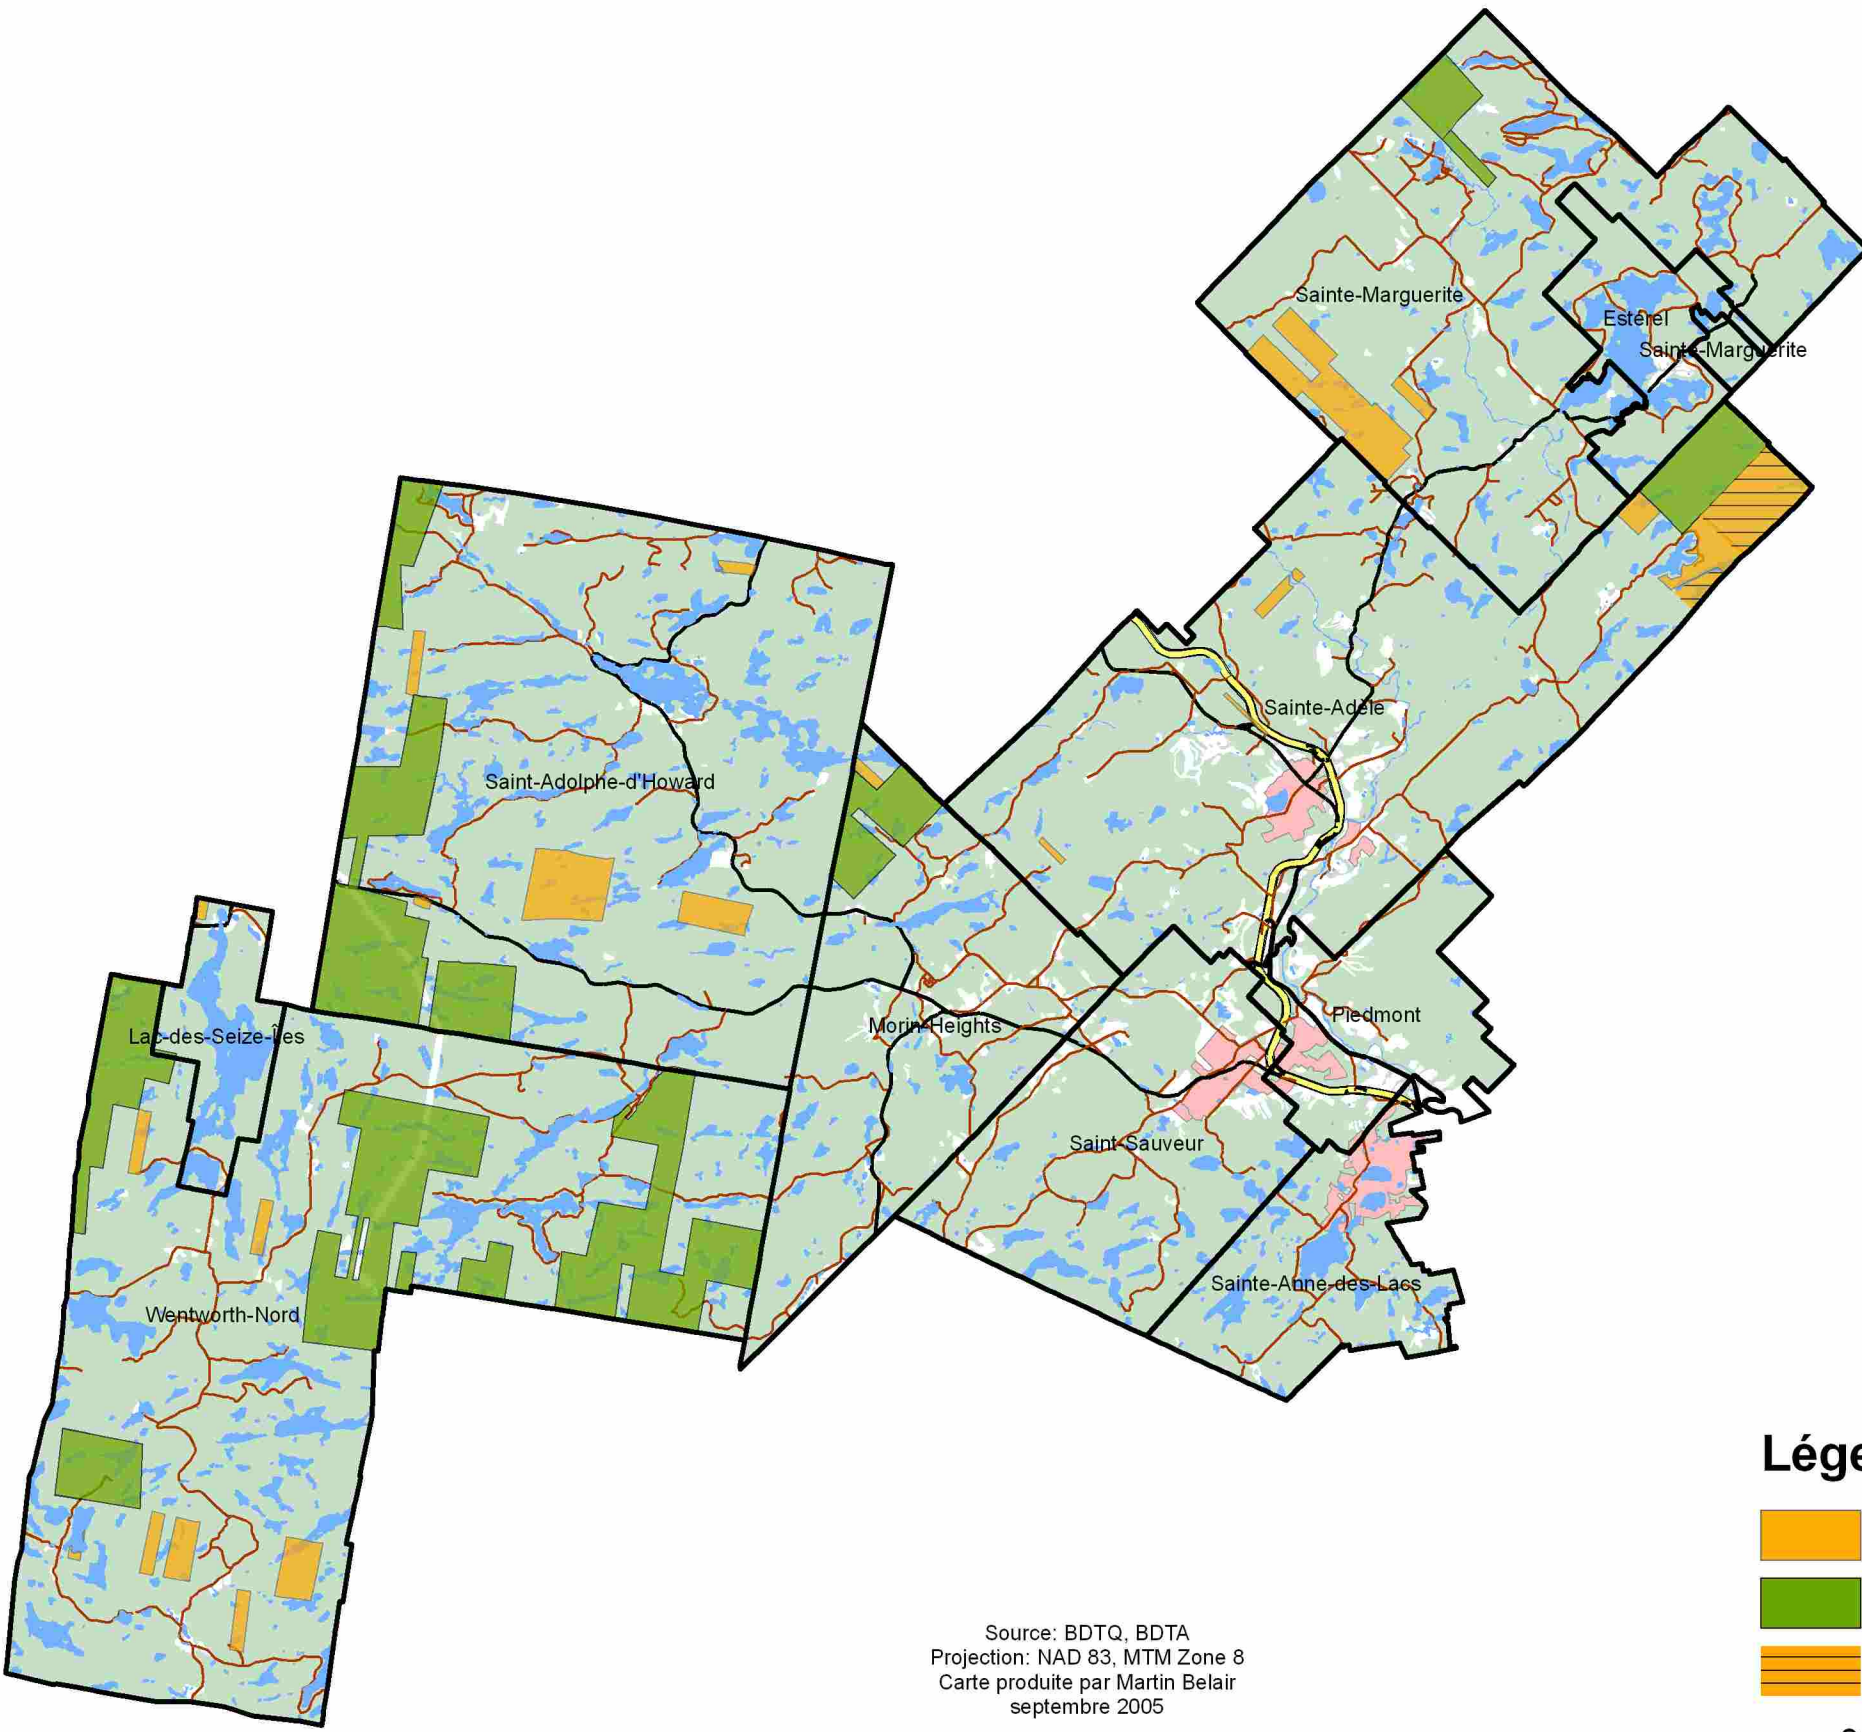 Sainte-Marguerite
Estérel
Sainte-Marguerite
Sainte-Adèle
Saint-Adolphe-d'Howard
Piedmont
Morin-Heights
Lac-des-Seize-Îles
Saint-Sauveur
Sainte-Anne-des-Lacs
Wentworth-Nord
Lége
Source: BDTQ, BDTA
Projection: NAD 83, MTM Zone 8
Carte produite par Martin Belair
septembre 2005